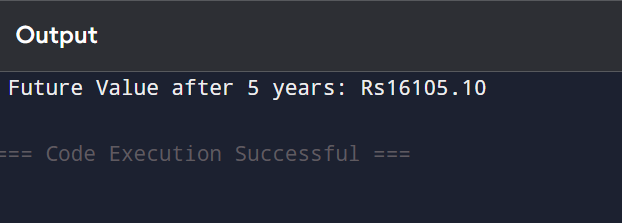 Output
Future Value after 5 years: Rs16105.10
=== Code Execution Successful ===